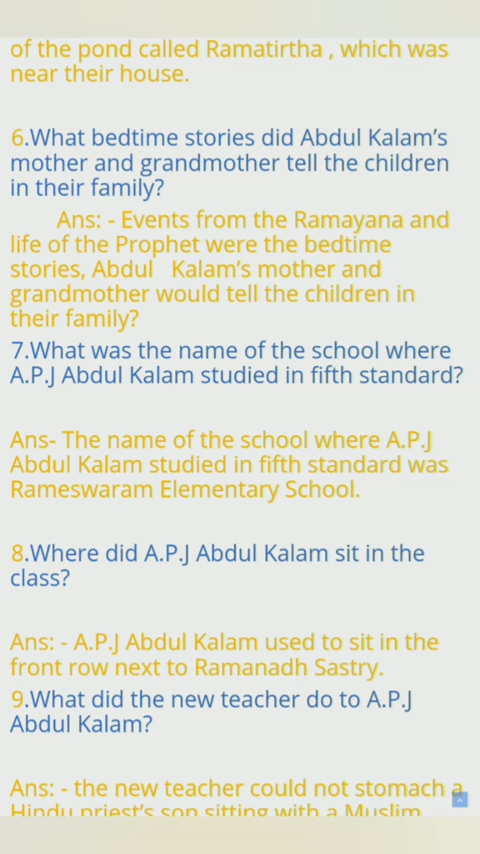 of the pond called Ramatirtha , which was
near their house.
6.What bedtime stories did Abdul Kalam's
mother and grandmother tell the children
in their family?
Ans: - Events from the Ramayana and
life of the Prophet were the bedtime
stories, Abdul Kalam's mother and
grandmother would tell the children in
their family?
7.What was the name of the school where
A.P.J Abdul Kalam studied in fifth standard?
Ans- The name of the school where A.P.J
Abdul Kalam studied in fifth standard was
Rameswaram Elementary School.
8.Where did A.P.J Abdul Kalam sit in the
class?
Ans: - A.P.J Abdul Kalam used to sit in the
front row next to Ramanadh Sastry.
9.What did the new teacher do to A.P.J
Abdul Kalam?
Ans: - the new teacher could not stomach a
Hindu priest's son sitting with a Muslim